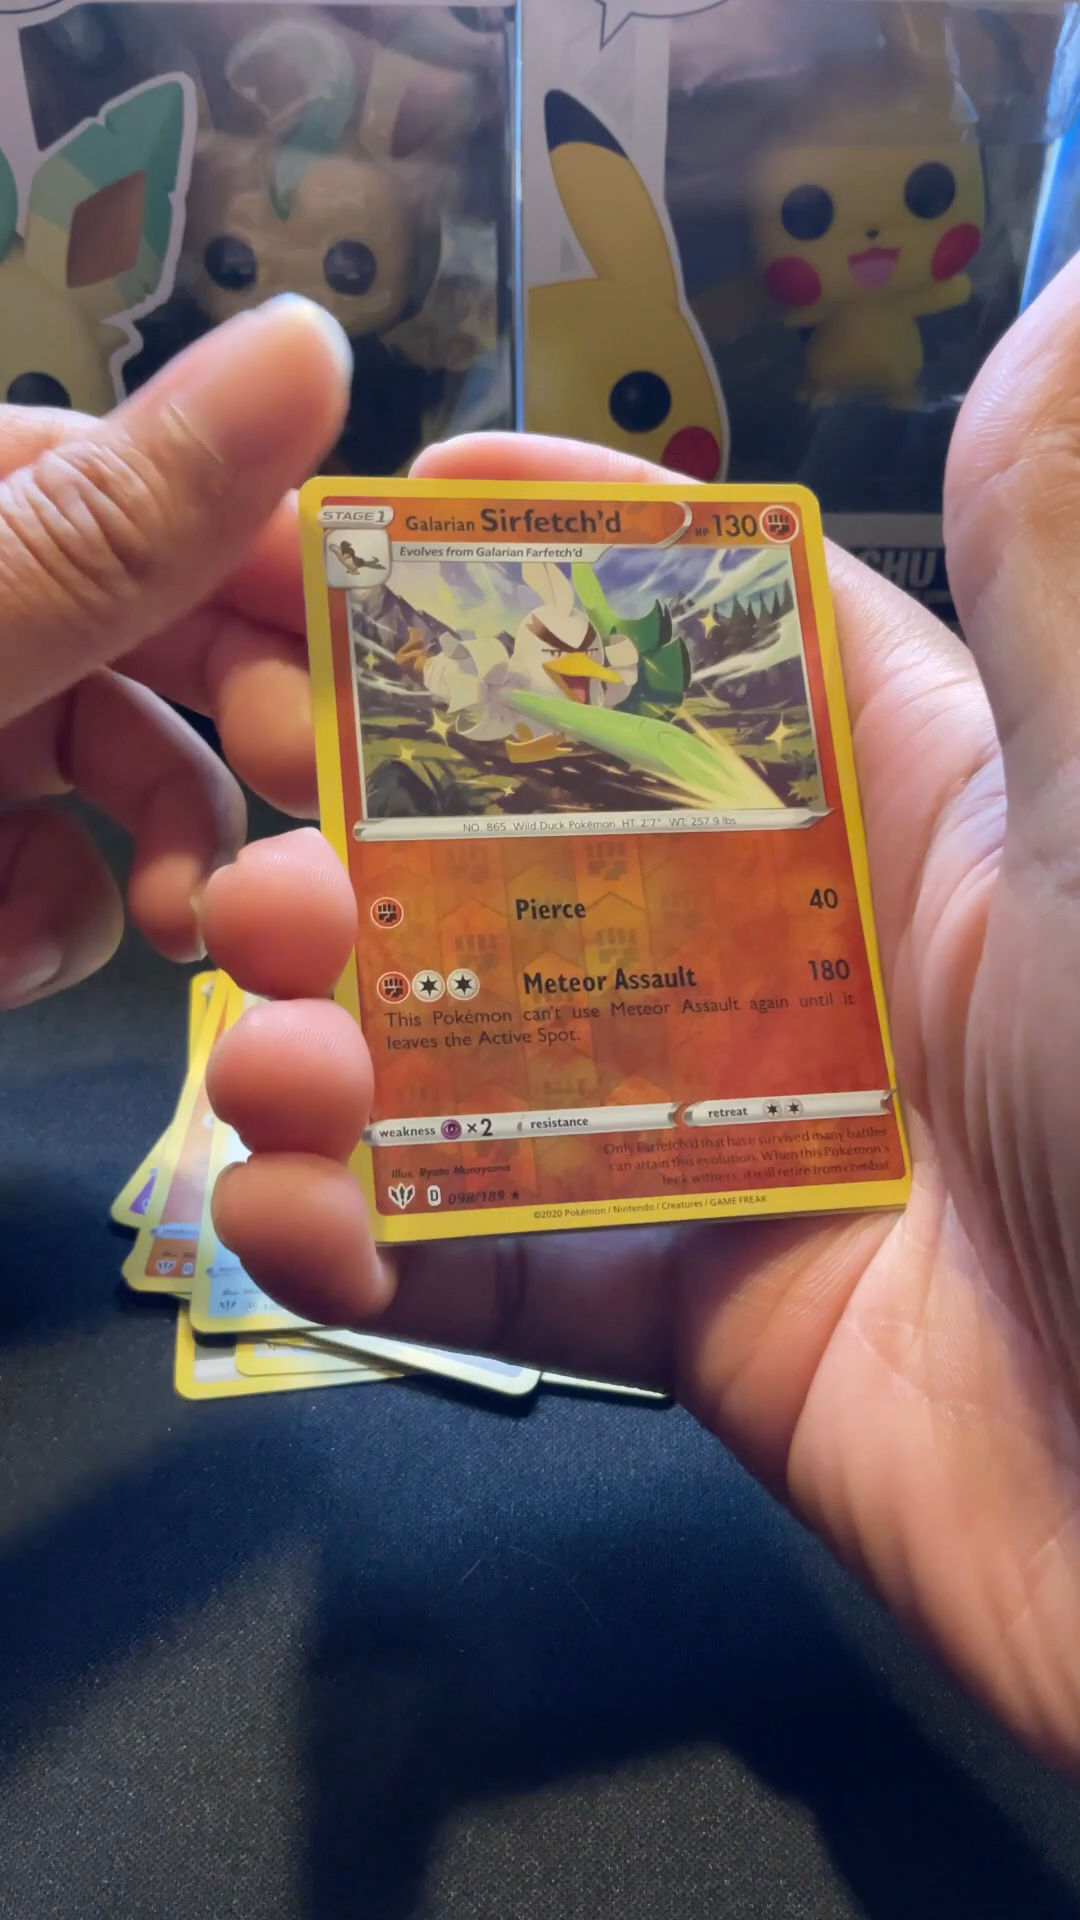 STAGE1
Galarian Sirfetch'd
HP 130
Evolves from Galarian Farfetch'd
NO. 865 Wild Duck Pokémon HT 2'7" WT 257.9 lbs
Pierce 40
Meteor Assault 180
This Pokémon can't use Meteor Assault again until it
leaves the Active Spot.
weakness ×2 resistance retreat
Only Farfetch'd that have survived many battles
can attain this evolution. When this Pokémon's
leek withers, it will retire from combat.
Illus. Ryota Murayama
D 098/189 ★
©2020 Pokémon / Nintendo / Creatures / GAME FREAK
CHU